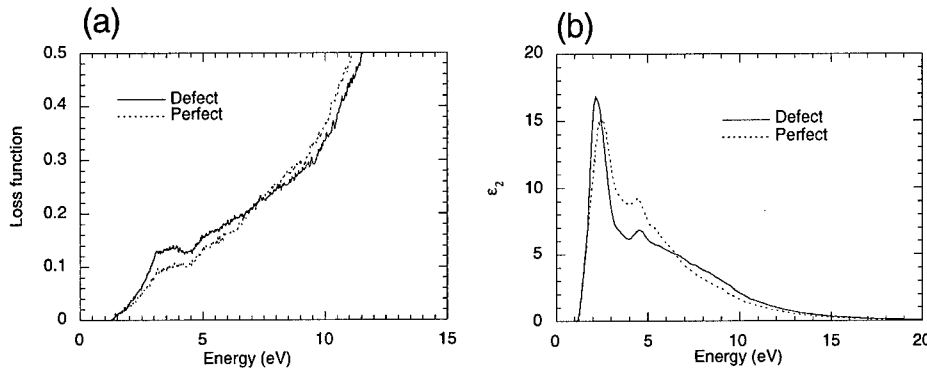 (a)
0.5
0.4
0.3
0.2
0.1
0
Loss function
Defect
Perfect
0
5
10
15
Energy (eV)
(b)
20
15
10
5
0
ε2
Defect
Perfect
0
5
10
15
20
Energy (eV)